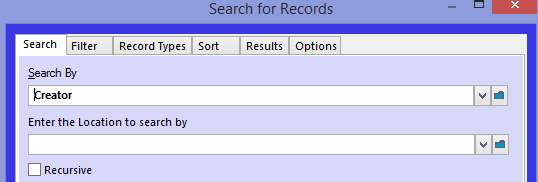 Search for Records
Search Filter Record Types Sort Results Options
Search By
Creator
Enter the Location to search by
Recursive